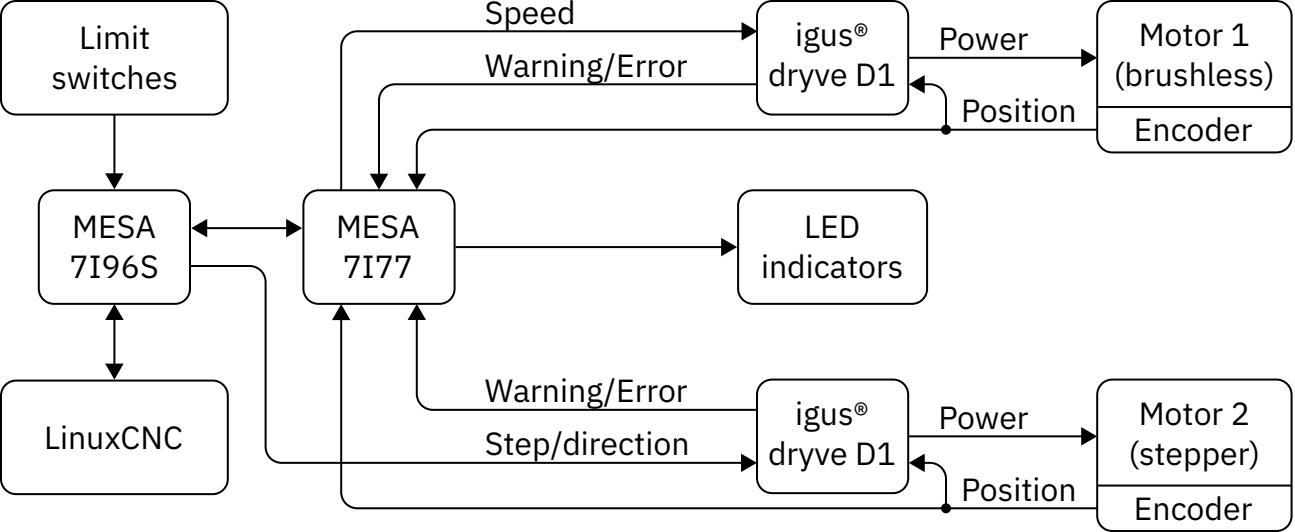 Limit
switches
Speed
igus®
dryve D1
Power
Motor 1
(brushless)
Warning/Error
Position
Encoder
MESA
7I96S
MESA
7I77
LED
indicators
LinuxCNC
Warning/Error
Step/direction
igus®
dryve D1
Power
Motor 2
(stepper)
Position
Encoder